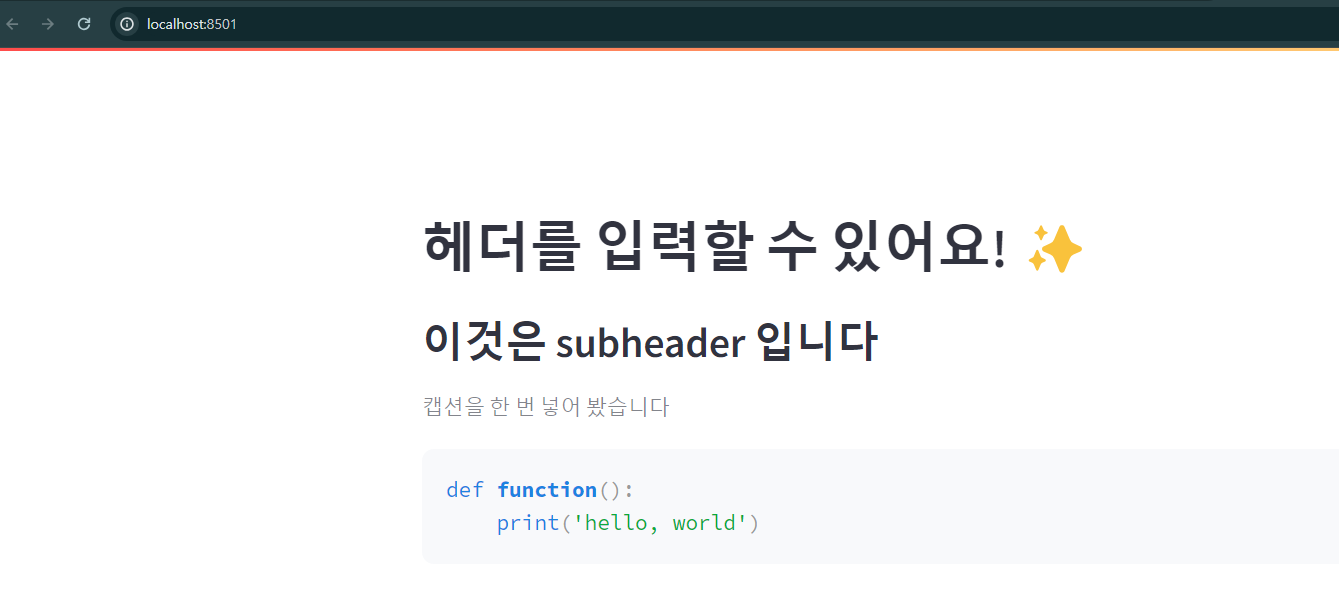 localhost:8501
헤더를 입력할 수 있어요! ✨
이것은 subheader 입니다
캡션을 한 번 넣어 봤습니다
def function():
    print('hello, world')